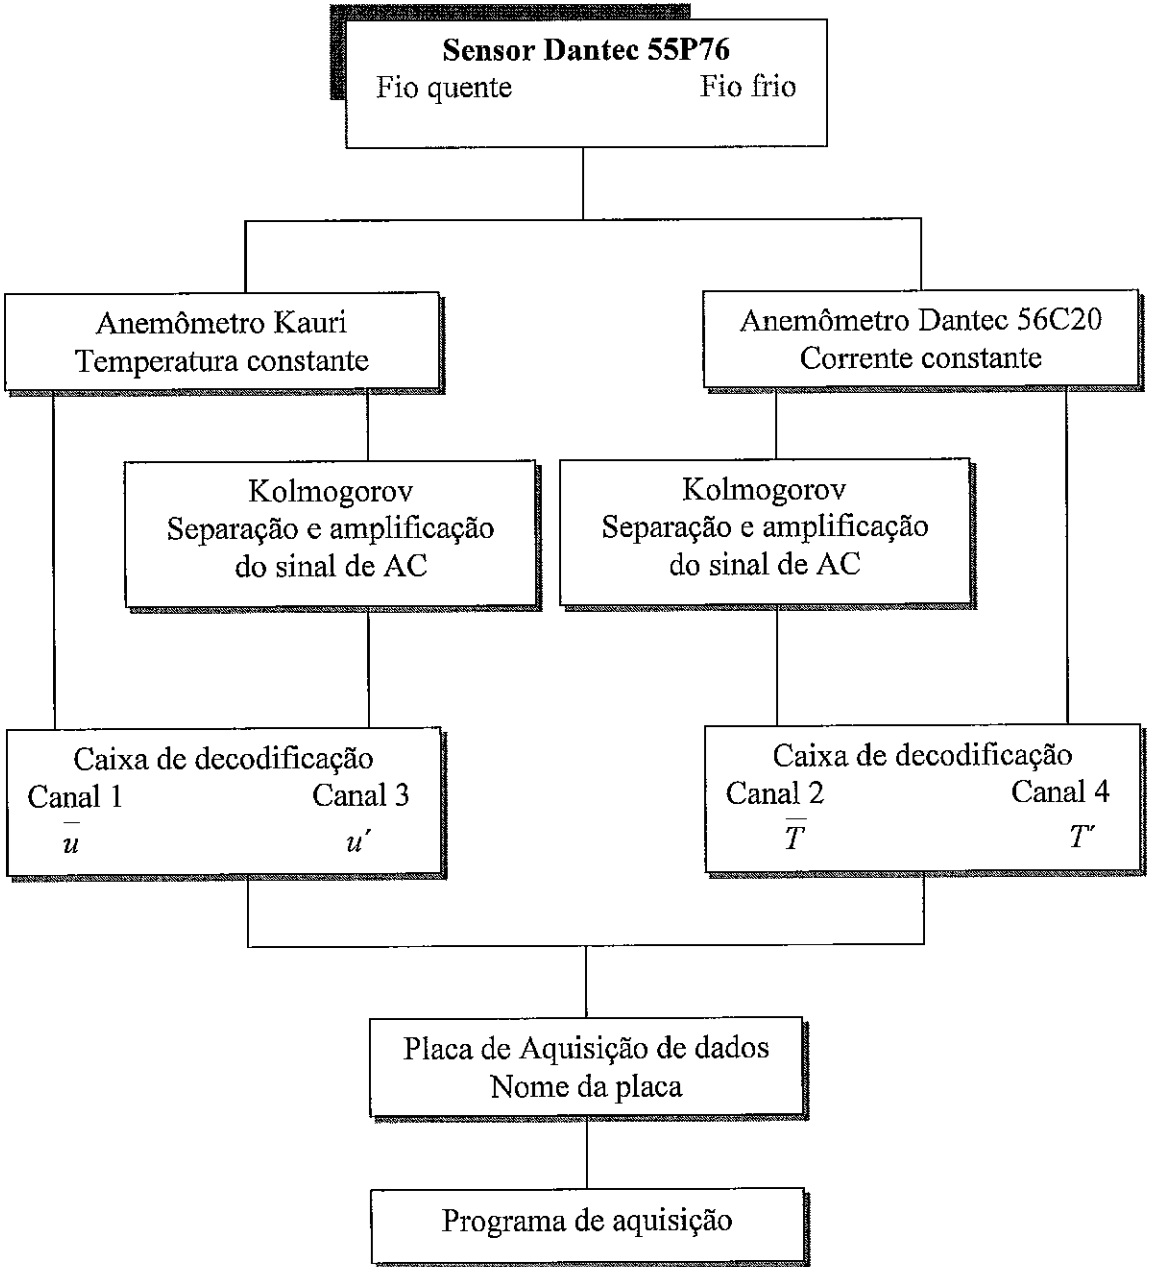 Sensor Dantec 55P76
Fio quente Fio frio
Anemômetro Kauri
Temperatura constante
Anemômetro Dantec 56C20
Corrente constante
Kolmogorov
Separação e amplificação
do sinal de AC
Kolmogorov
Separação e amplificação
do sinal de AC
Caixa de decodificação
Canal 1 Canal 3
u̅ u′
Caixa de decodificação
Canal 2 Canal 4
T̅ T′
Placa de Aquisição de dados
Nome da placa
Programa de aquisição